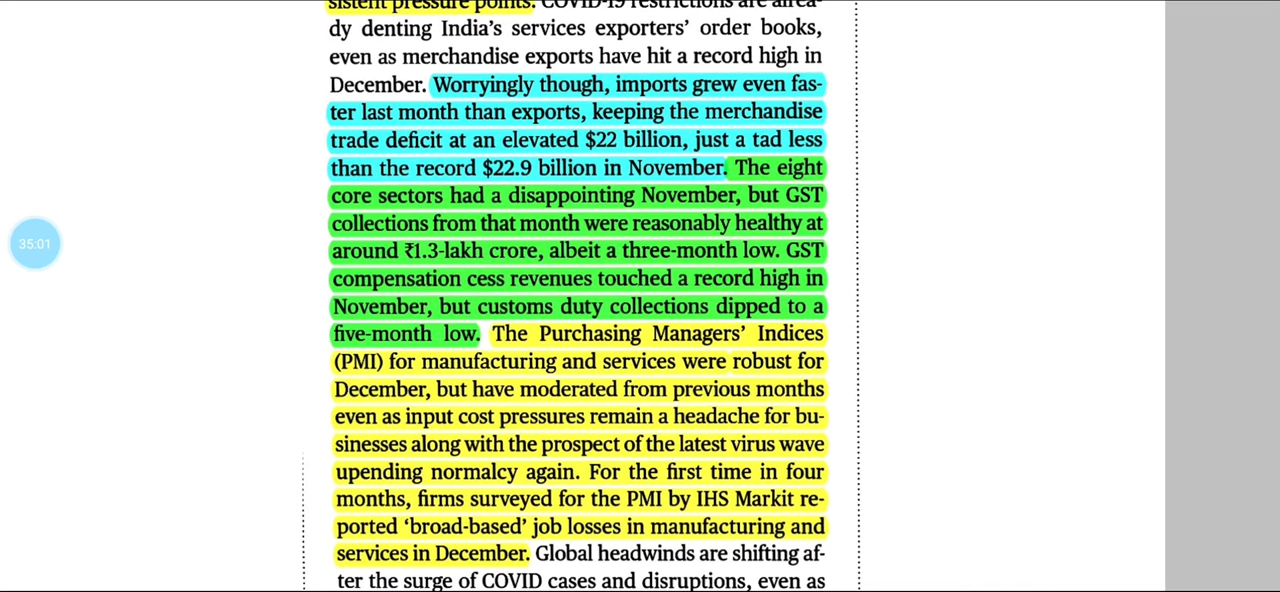 sistent pressure points. COVID-19 restrictions are alrea-
dy denting India’s services exporters’ order books,
even as merchandise exports have hit a record high in
December. Worryingly though, imports grew even fas-
ter last month than exports, keeping the merchandise
trade deficit at an elevated $22 billion, just a tad less
than the record $22.9 billion in November. The eight
core sectors had a disappointing November, but GST
collections from that month were reasonably healthy at
around ₹1.3-lakh crore, albeit a three-month low. GST
compensation cess revenues touched a record high in
November, but customs duty collections dipped to a
five-month low. The Purchasing Managers’ Indices
(PMI) for manufacturing and services were robust for
December, but have moderated from previous months
even as input cost pressures remain a headache for bu-
sinesses along with the prospect of the latest virus wave
upending normalcy again. For the first time in four
months, firms surveyed for the PMI by IHS Markit re-
ported ‘broad-based’ job losses in manufacturing and
services in December. Global headwinds are shifting af-
ter the surge of COVID cases and disruptions, even as
35:01